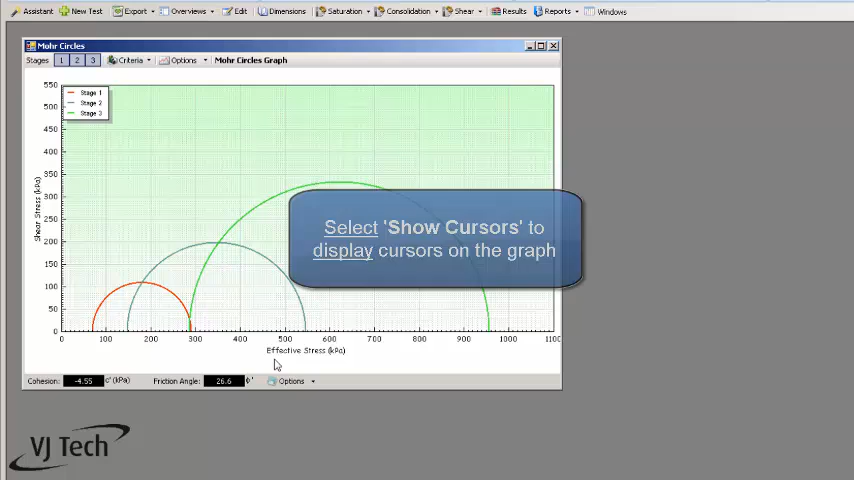 Assistant New Test Export Overviews Edit Dimensions Saturation Consolidation Shear Results Reports Windows
Mohr Circles
Stages 1 2 3 Criteria Options Mohr Circles Graph
550
500
450
400
350
300
250
200
150
100
50
0
Shear Stress (kPa)
Stage 1
Stage 2
Stage 3
Select 'Show Cursors' to
display cursors on the graph
0 100 200 300 400 500 600 700 800 900 1000 1100
Effective Stress (kPa)
Cohesion: -4.55 c' (kPa) Friction Angle: 26.6 ϕ' Options
VJ Tech